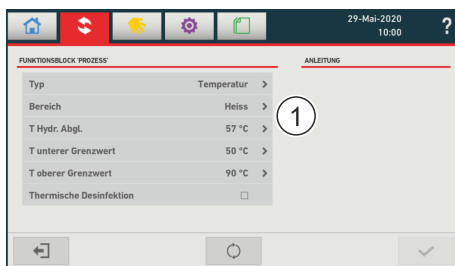 29-Mai-2020
10:00
?
FUNKTIONSBLOCK 'PROZESS'
ANLEITUNG
Typ Temperatur >
Bereich Heiss >
1
T Hydr. Abgl. 57 °C >
T unterer Grenzwert 50 °C >
T oberer Grenzwert 90 °C >
Thermische Desinfektion